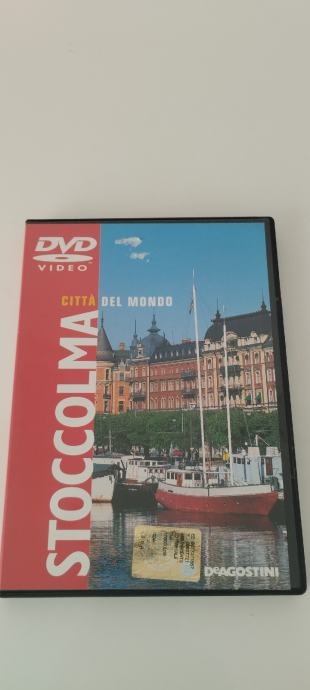 DVD
VIDEO
CITTÀ DEL MONDO
STOCCOLMA
DEAGOSTINI